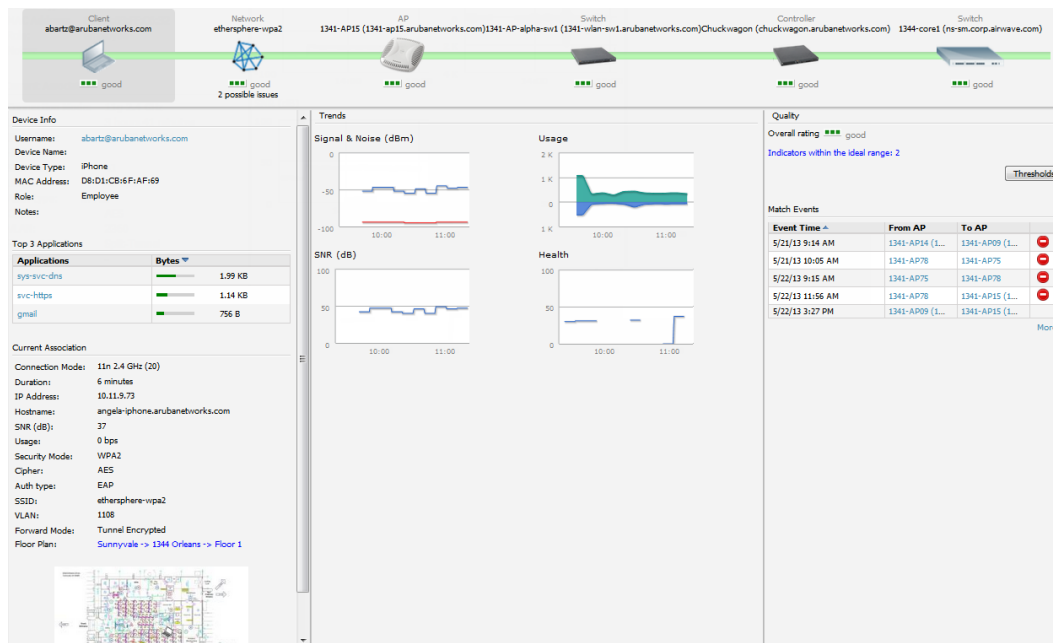 Client
abartz@arubanetworks.com
good
Network
ethersphere-wpa2
good
2 possible issues
AP
1341-AP15 (1341-ap15.arubanetworks.com)
good
Switch
1341-AP-alpha-sw1 (1341-wlan-sw1.arubanetworks.com)
good
Controller
Chuckwagon (chuckwagon.arubanetworks.com)
good
Switch
1344-core1 (ns-sm.corp.airwave.com)
good
Device Info
Username: abartz@arubanetworks.com
Device Name:
Device Type: iPhone
MAC Address: D8:D1:CB:6F:AF:69
Role: Employee
Notes:
Top 3 Applications
Applications Bytes
sys-svc-dns 1.99 KB
svc-https 1.14 KB
gmail 756 B
Current Association
Connection Mode: 11n 2.4 GHz (20)
Duration: 6 minutes
IP Address: 10.11.9.73
Hostname: angela-iphone.arubanetworks.com
SNR (dB): 37
Usage: 0 bps
Security Mode: WPA2
Cipher: AES
Auth type: EAP
SSID: ethersphere-wpa2
VLAN: 1108
Forward Mode: Tunnel Encrypted
Floor Plan: Sunnyvale -> 1344 Orleans -> Floor 1
Trends
Signal & Noise (dBm)
0
-50
-100
10:00 11:00
Usage
2 K
1 K
0
1 K
10:00 11:00
SNR (dB)
100
50
0
10:00 11:00
Health
100
50
0
10:00 11:00
Quality
Overall rating good
Indicators within the ideal range: 2
Thresholds
Match Events
Event Time From AP To AP
5/21/13 9:14 AM 1341-AP14 (1... 1341-AP09 (1...
5/21/13 10:05 AM 1341-AP78 1341-AP75
5/22/13 9:15 AM 1341-AP75 1341-AP78
5/22/13 11:56 AM 1341-AP78 1341-AP15 (1...
5/22/13 3:27 PM 1341-AP09 (1... 1341-AP15 (1...
More